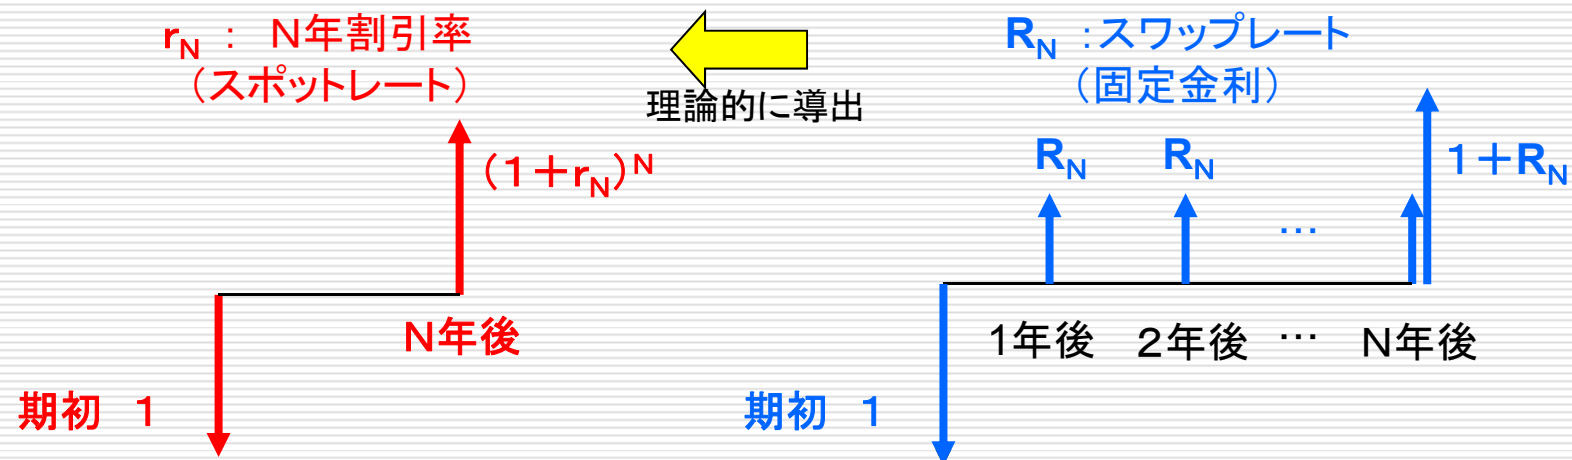 rN ： Ｎ年割引率
（スポットレート）
理論的に導出
RN ：スワップレート
（固定金利）
(１＋rN)N
RN RN
１＋RN
…
Ｎ年後
1年後 ２年後 … Ｎ年後
期初 １
期初 １